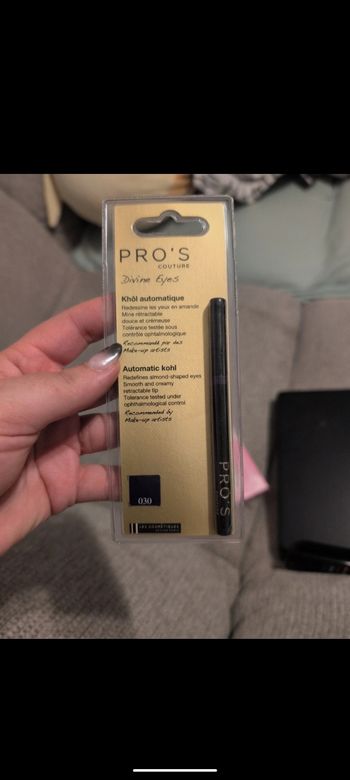 PRO'S
COUTURE
Divine Eyes
Khôl automatique
Redessine les yeux en amande
Mine rétractable
douce et crémeuse
Tolérance testée sous
contrôle ophtalmologique
Recommandé par des
Make-up artists
Automatic kohl
Redefines almond-shaped eyes
Smooth and creamy
retractable tip
Tolerance tested under
ophthalmological control
Recommended by
Make-up artists
030
LES COSMÉTIQUES
PRO'S